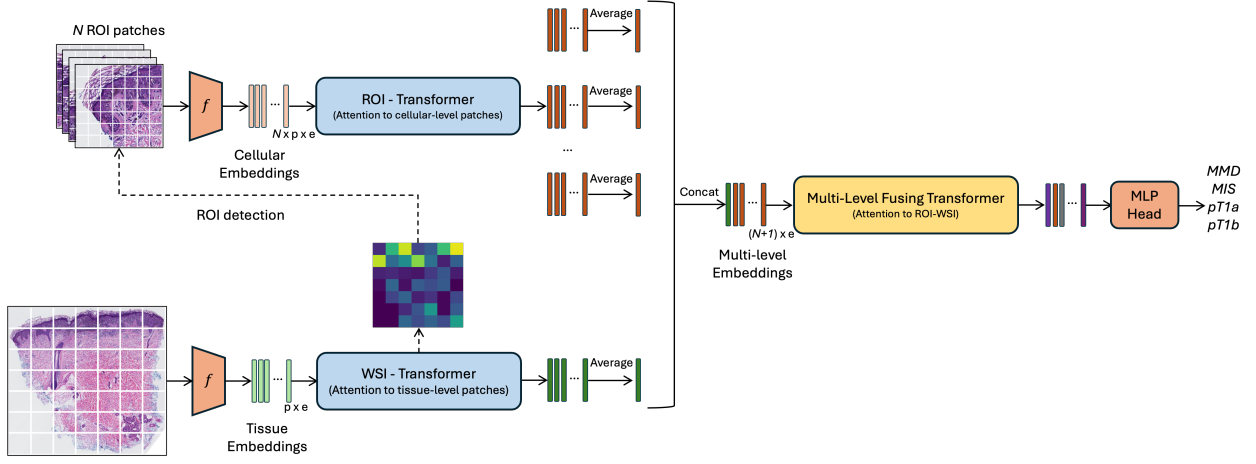 N ROI patches
f
N x p x e
Cellular
Embeddings
ROI - Transformer
(Attention to cellular-level patches)
...
Average
...
Average
...
...
Average
...
ROI detection
f
...
p x e
Tissue
Embeddings
WSI - Transformer
(Attention to tissue-level patches)
...
Average
Concat
...
(N+1) x e
Multi-level
Embeddings
Multi-Level Fusing Transformer
(Attention to ROI-WSI)
...
MLP
Head
MMD
MIS
pT1a
pT1b